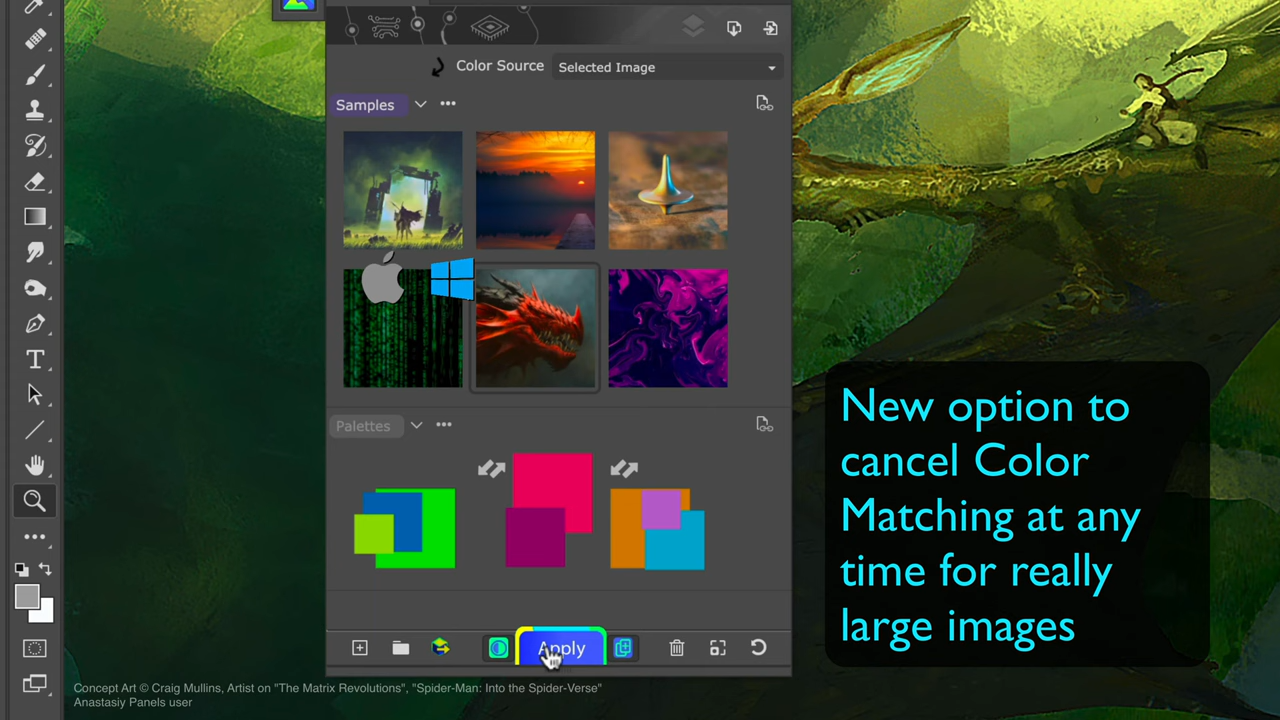 Color Source Selected Image
Samples
Palettes
Apply
New option to
cancel Color
Matching at any
time for really
large images
Concept Art © Craig Mullins, Artist on "The Matrix Revolutions", "Spider-Man: Into the Spider-Verse"
Anastasiy Panels user